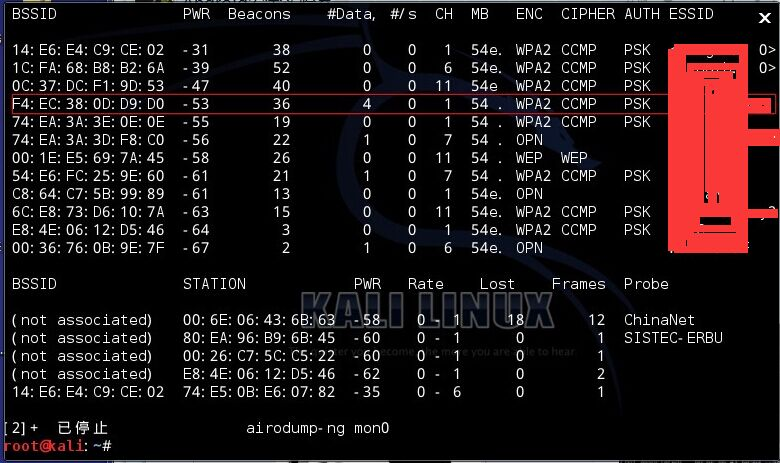 BSSID PWR Beacons #Data, #/s CH MB ENC CIPHER AUTH ESSID
14:E6:E4:C9:CE:02 -31 38 0 0 1 54e. WPA2 CCMP PSK 0>
1C:FA:68:B8:B2:6A -39 52 0 0 6 54e. WPA2 CCMP PSK 0>
0C:37:DC:F1:9D:53 -47 40 0 0 11 54e WPA2 CCMP PSK
F4:EC:38:0D:D9:D0 -53 36 4 0 1 54 . WPA2 CCMP PSK
74:EA:3A:3E:0E:0E -55 19 0 0 1 54 . WPA2 CCMP PSK
74:EA:3A:3D:F8:C0 -56 22 1 0 7 54 . OPN
00:1E:E5:69:7A:45 -58 26 0 0 11 54 . WEP WEP
54:E6:FC:25:9E:60 -61 21 1 0 7 54 . WPA2 CCMP PSK
C8:64:C7:5B:99:89 -61 13 0 0 1 54e. OPN
6C:E8:73:D6:10:7A -63 15 0 0 11 54e. WPA2 CCMP PSK
E8:4E:06:12:D5:46 -64 3 0 0 1 54e. WPA2 CCMP PSK
00:36:76:0B:9E:7F -67 2 1 0 6 54e. OPN
BSSID STATION PWR Rate Lost Frames Probe
KALI LINUX
(not associated) 00:6E:06:43:6B:63 -58 0 - 1 18 12 ChinaNet
(not associated) 80:EA:96:B9:6B:45 -60 0 - 1 0 1 SISTEC-ERBU
(not associated) 00:26:C7:5C:C5:22 -60 0 - 1 0 1
(not associated) E8:4E:06:12:D5:46 -62 0 - 1 0 2
14:E6:E4:C9:CE:02 74:E5:0B:E6:07:82 -35 0 - 6 0 1
[2]+ 已停止 airodump-ng mon0
root@kali:~#